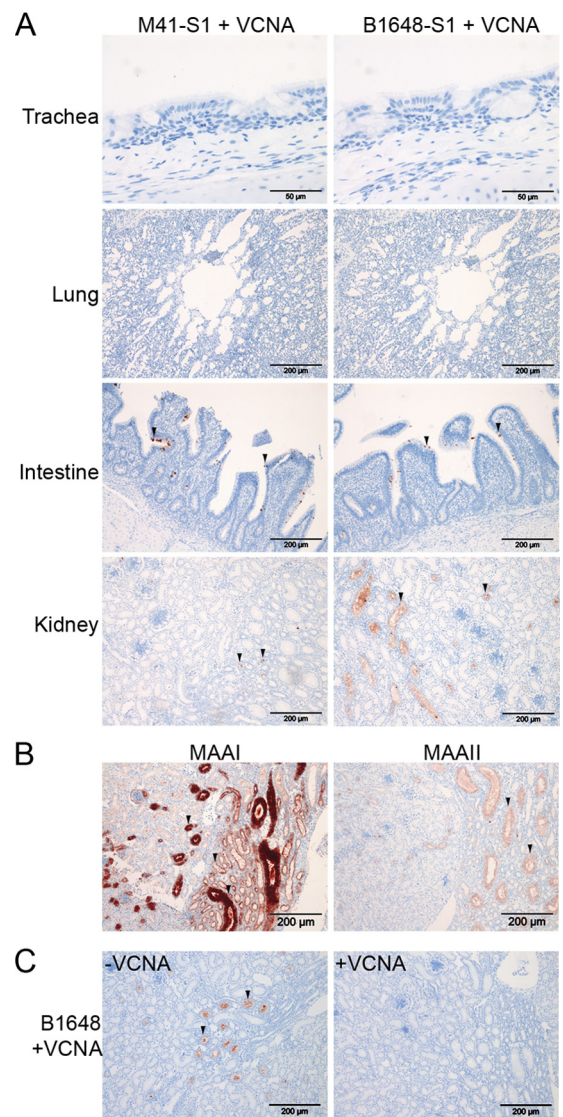 A
M41-S1 + VCNA
B1648-S1 + VCNA
Trachea
50 µm
50 µm
Lung
200 µm
200 µm
Intestine
200 µm
200 µm
Kidney
200 µm
200 µm
B
MAAI
MAAII
200 µm
200 µm
C
-VCNA
+VCNA
B1648
+VCNA
200 µm
200 µm